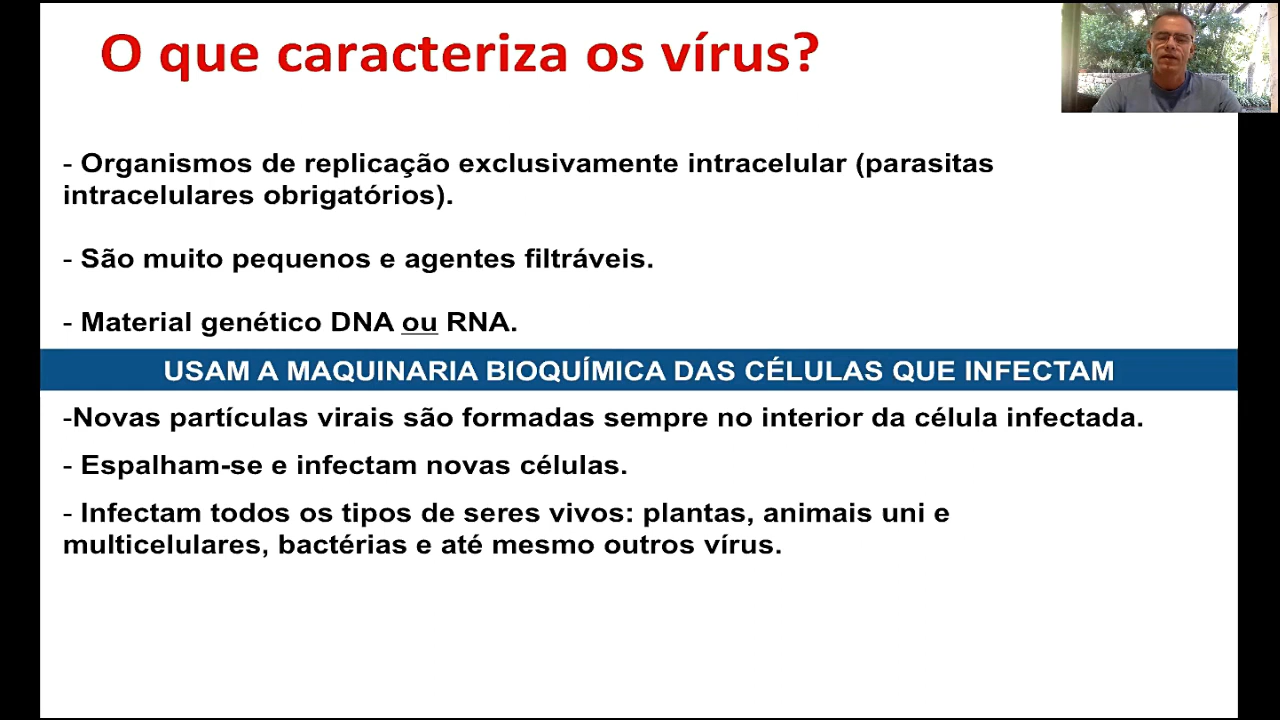 O que caracteriza os vírus?
- Organismos de replicação exclusivamente intracelular (parasitas
intracelulares obrigatórios).
- São muito pequenos e agentes filtráveis.
- Material genético DNA ou RNA.
USAM A MAQUINARIA BIOQUÍMICA DAS CÉLULAS QUE INFECTAM
-Novas partículas virais são formadas sempre no interior da célula infectada.
- Espalham-se e infectam novas células.
- Infectam todos os tipos de seres vivos: plantas, animais uni e
multicelulares, bactérias e até mesmo outros vírus.